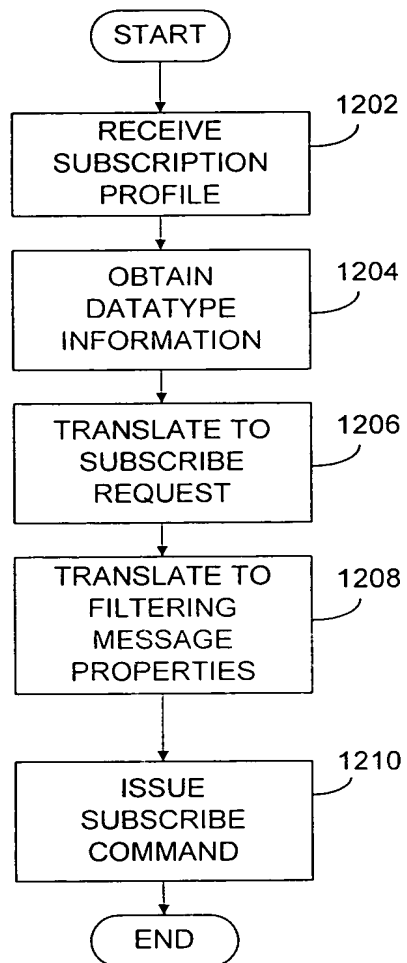 START
1202
RECEIVE
SUBSCRIPTION
PROFILE
1204
OBTAIN
DATATYPE
INFORMATION
1206
TRANSLATE TO
SUBSCRIBE
REQUEST
1208
TRANSLATE TO
FILTERING
MESSAGE
PROPERTIES
1210
ISSUE
SUBSCRIBE
COMMAND
END